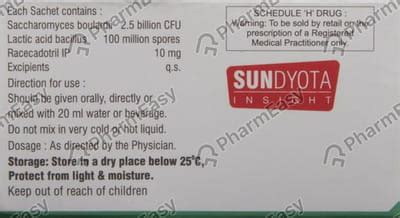 Each Sachet contains :
Saccharomyces boulardii 2.5 billion CFU
Lactic acid bacillus 100 million spores
Racecadotril IP 10 mg
Excipients q.s.
Direction for use :
Should be given orally, directly or
mixed with 20 ml water or beverage.
Do not mix in very cold or hot liquid.
Dosage : As directed by the Physician.
Storage: Store in a dry place below 25°C,
Protect from light & moisture.
Keep out of reach of children
SCHEDULE 'H' DRUG :
Warning: To be sold by retail on the
prescription of a Registered
Medical Practitioner only.
SUNDYOTA
INSIGHT
PharmEasy
PharmEasy
PharmEasy
PharmEasy